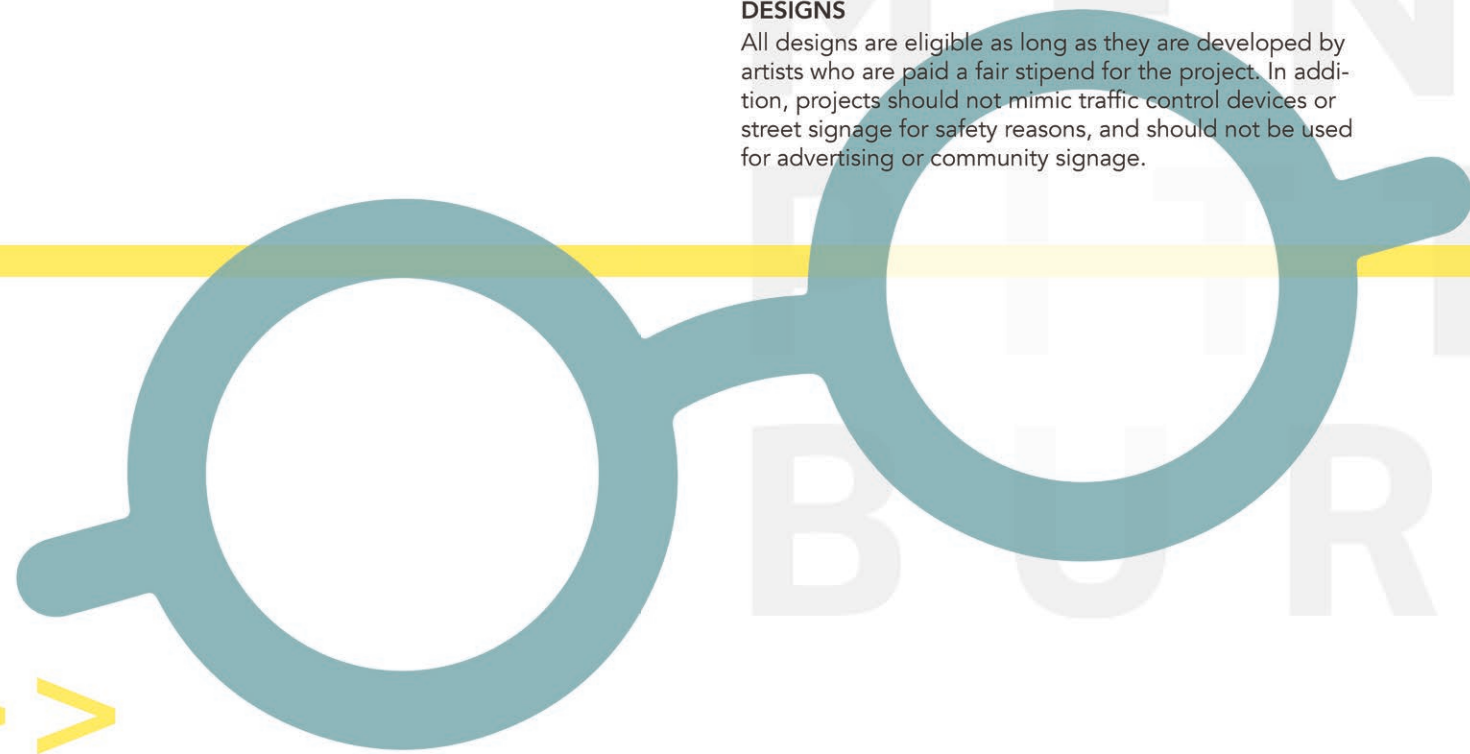 DESIGNS
All designs are eligible as long as they are developed by
artists who are paid a fair stipend for the project. In addi-
tion, projects should not mimic traffic control devices or
street signage for safety reasons, and should not be used
for advertising or community signage.
M E N
P I T T
B U R
>